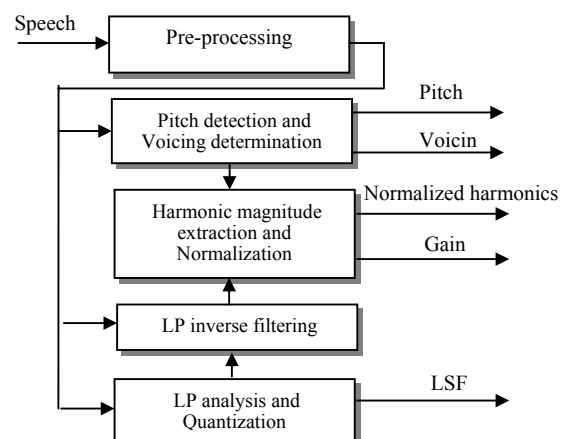 Speech
Pre-processing
Pitch detection and
Voicing determination
Pitch
Voicin
Harmonic magnitude
extraction and
Normalization
Normalized harmonics
Gain
LP inverse filtering
LP analysis and
Quantization
LSF